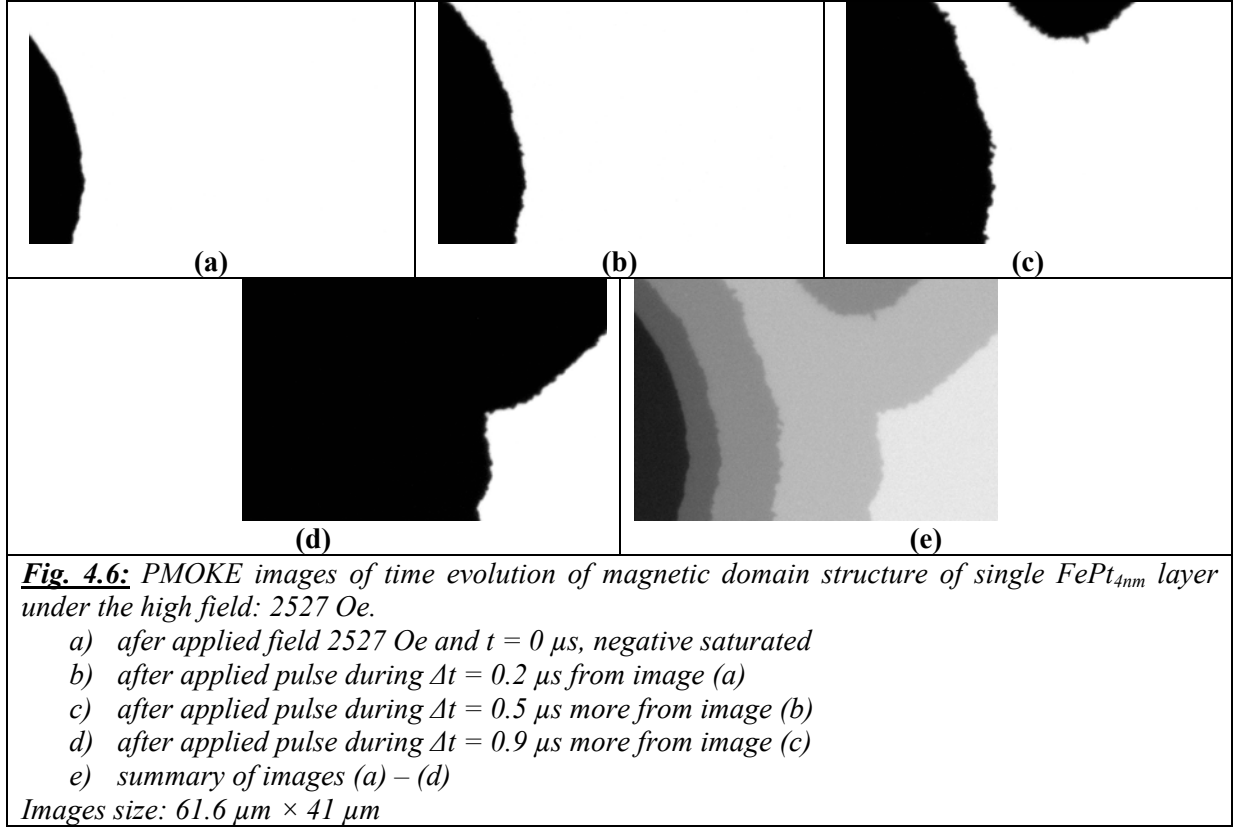 (a)
(b)
(c)
(d)
(e)
Fig. 4.6: PMOKE images of time evolution of magnetic domain structure of single FePt4nm layer
under the high field: 2527 Oe.
a) afer applied field 2527 Oe and t = 0 μs, negative saturated
b) after applied pulse during Δt = 0.2 μs from image (a)
c) after applied pulse during Δt = 0.5 μs more from image (b)
d) after applied pulse during Δt = 0.9 μs more from image (c)
e) summary of images (a) – (d)
Images size: 61.6 μm × 41 μm